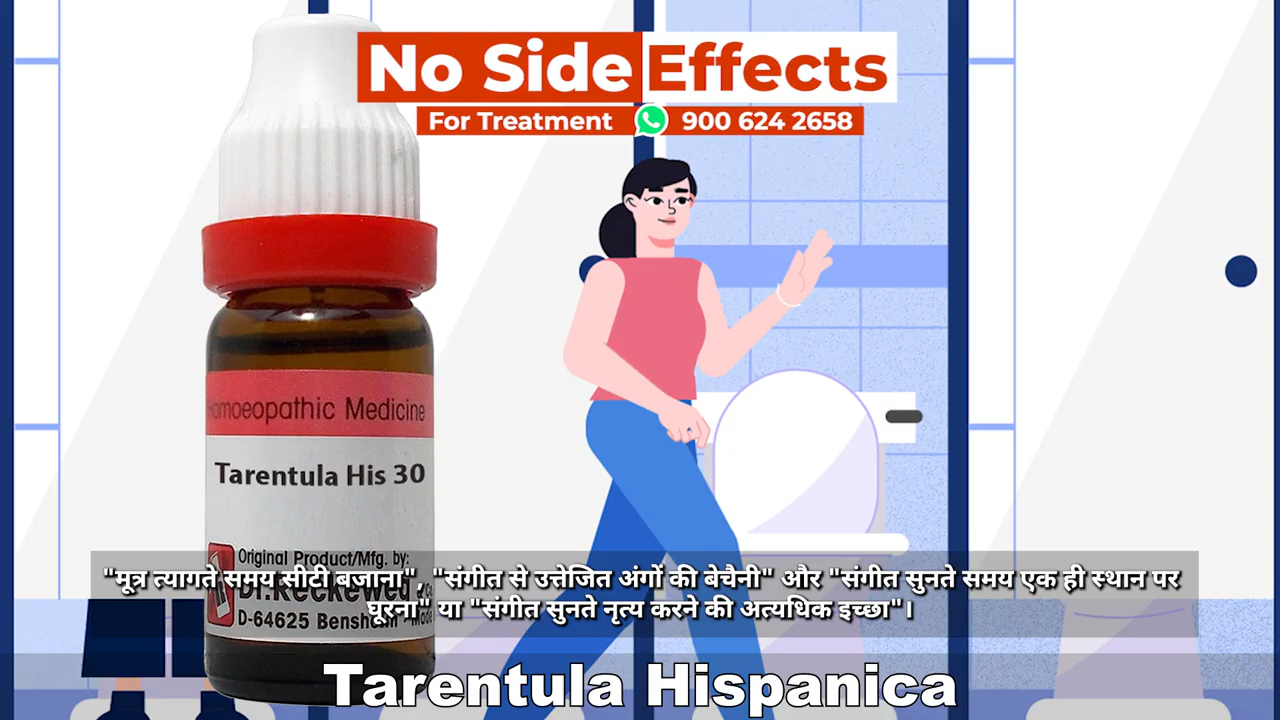 No Side Effects
For Treatment 900 624 2658
Homoeopathic Medicine
Tarentula His 30
Original Product/Mfg. by:
Dr. Reckeweg
D-64625 Bensheim
"मूत्र त्यागते समय सीटी बजाना", "संगीत से उत्तेजित अंगों की बेचैनी" और "संगीत सुनते समय एक ही स्थान पर
घूरना" या "संगीत सुनते नृत्य करने की अत्यधिक इच्छा"।
Tarentula Hispanica